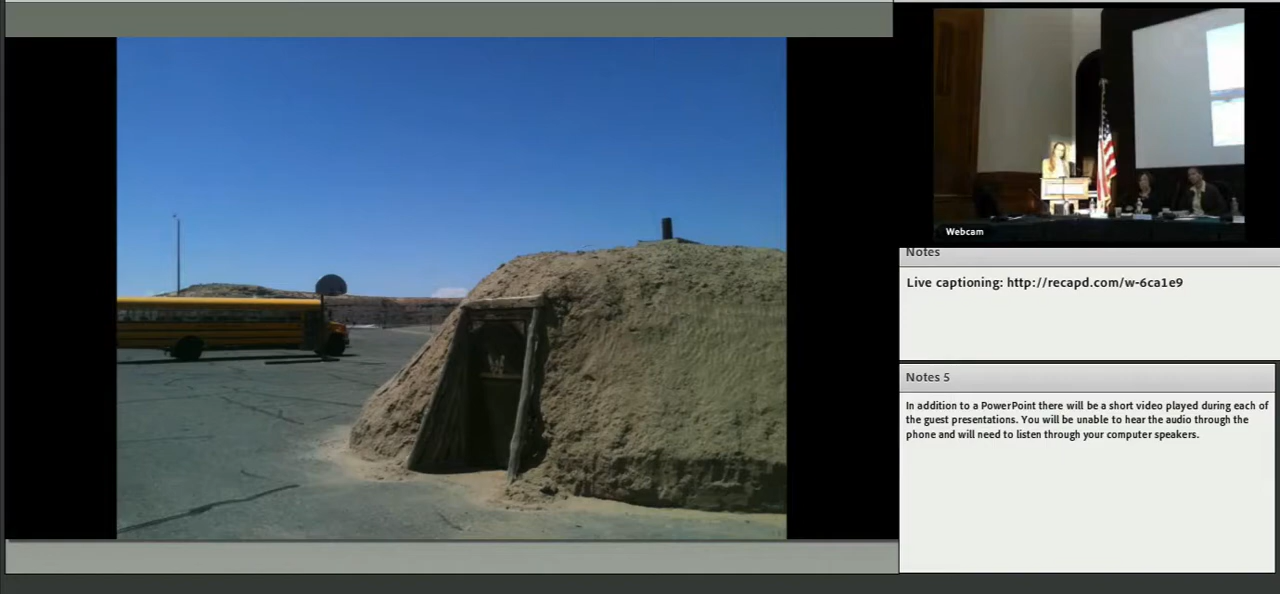 Webcam
Notes
Live captioning: http://recapd.com/w-6ca1e9
Notes 5
In addition to a PowerPoint there will be a short video played during each of
the guest presentations. You will be unable to hear the audio through the
phone and will need to listen through your computer speakers.